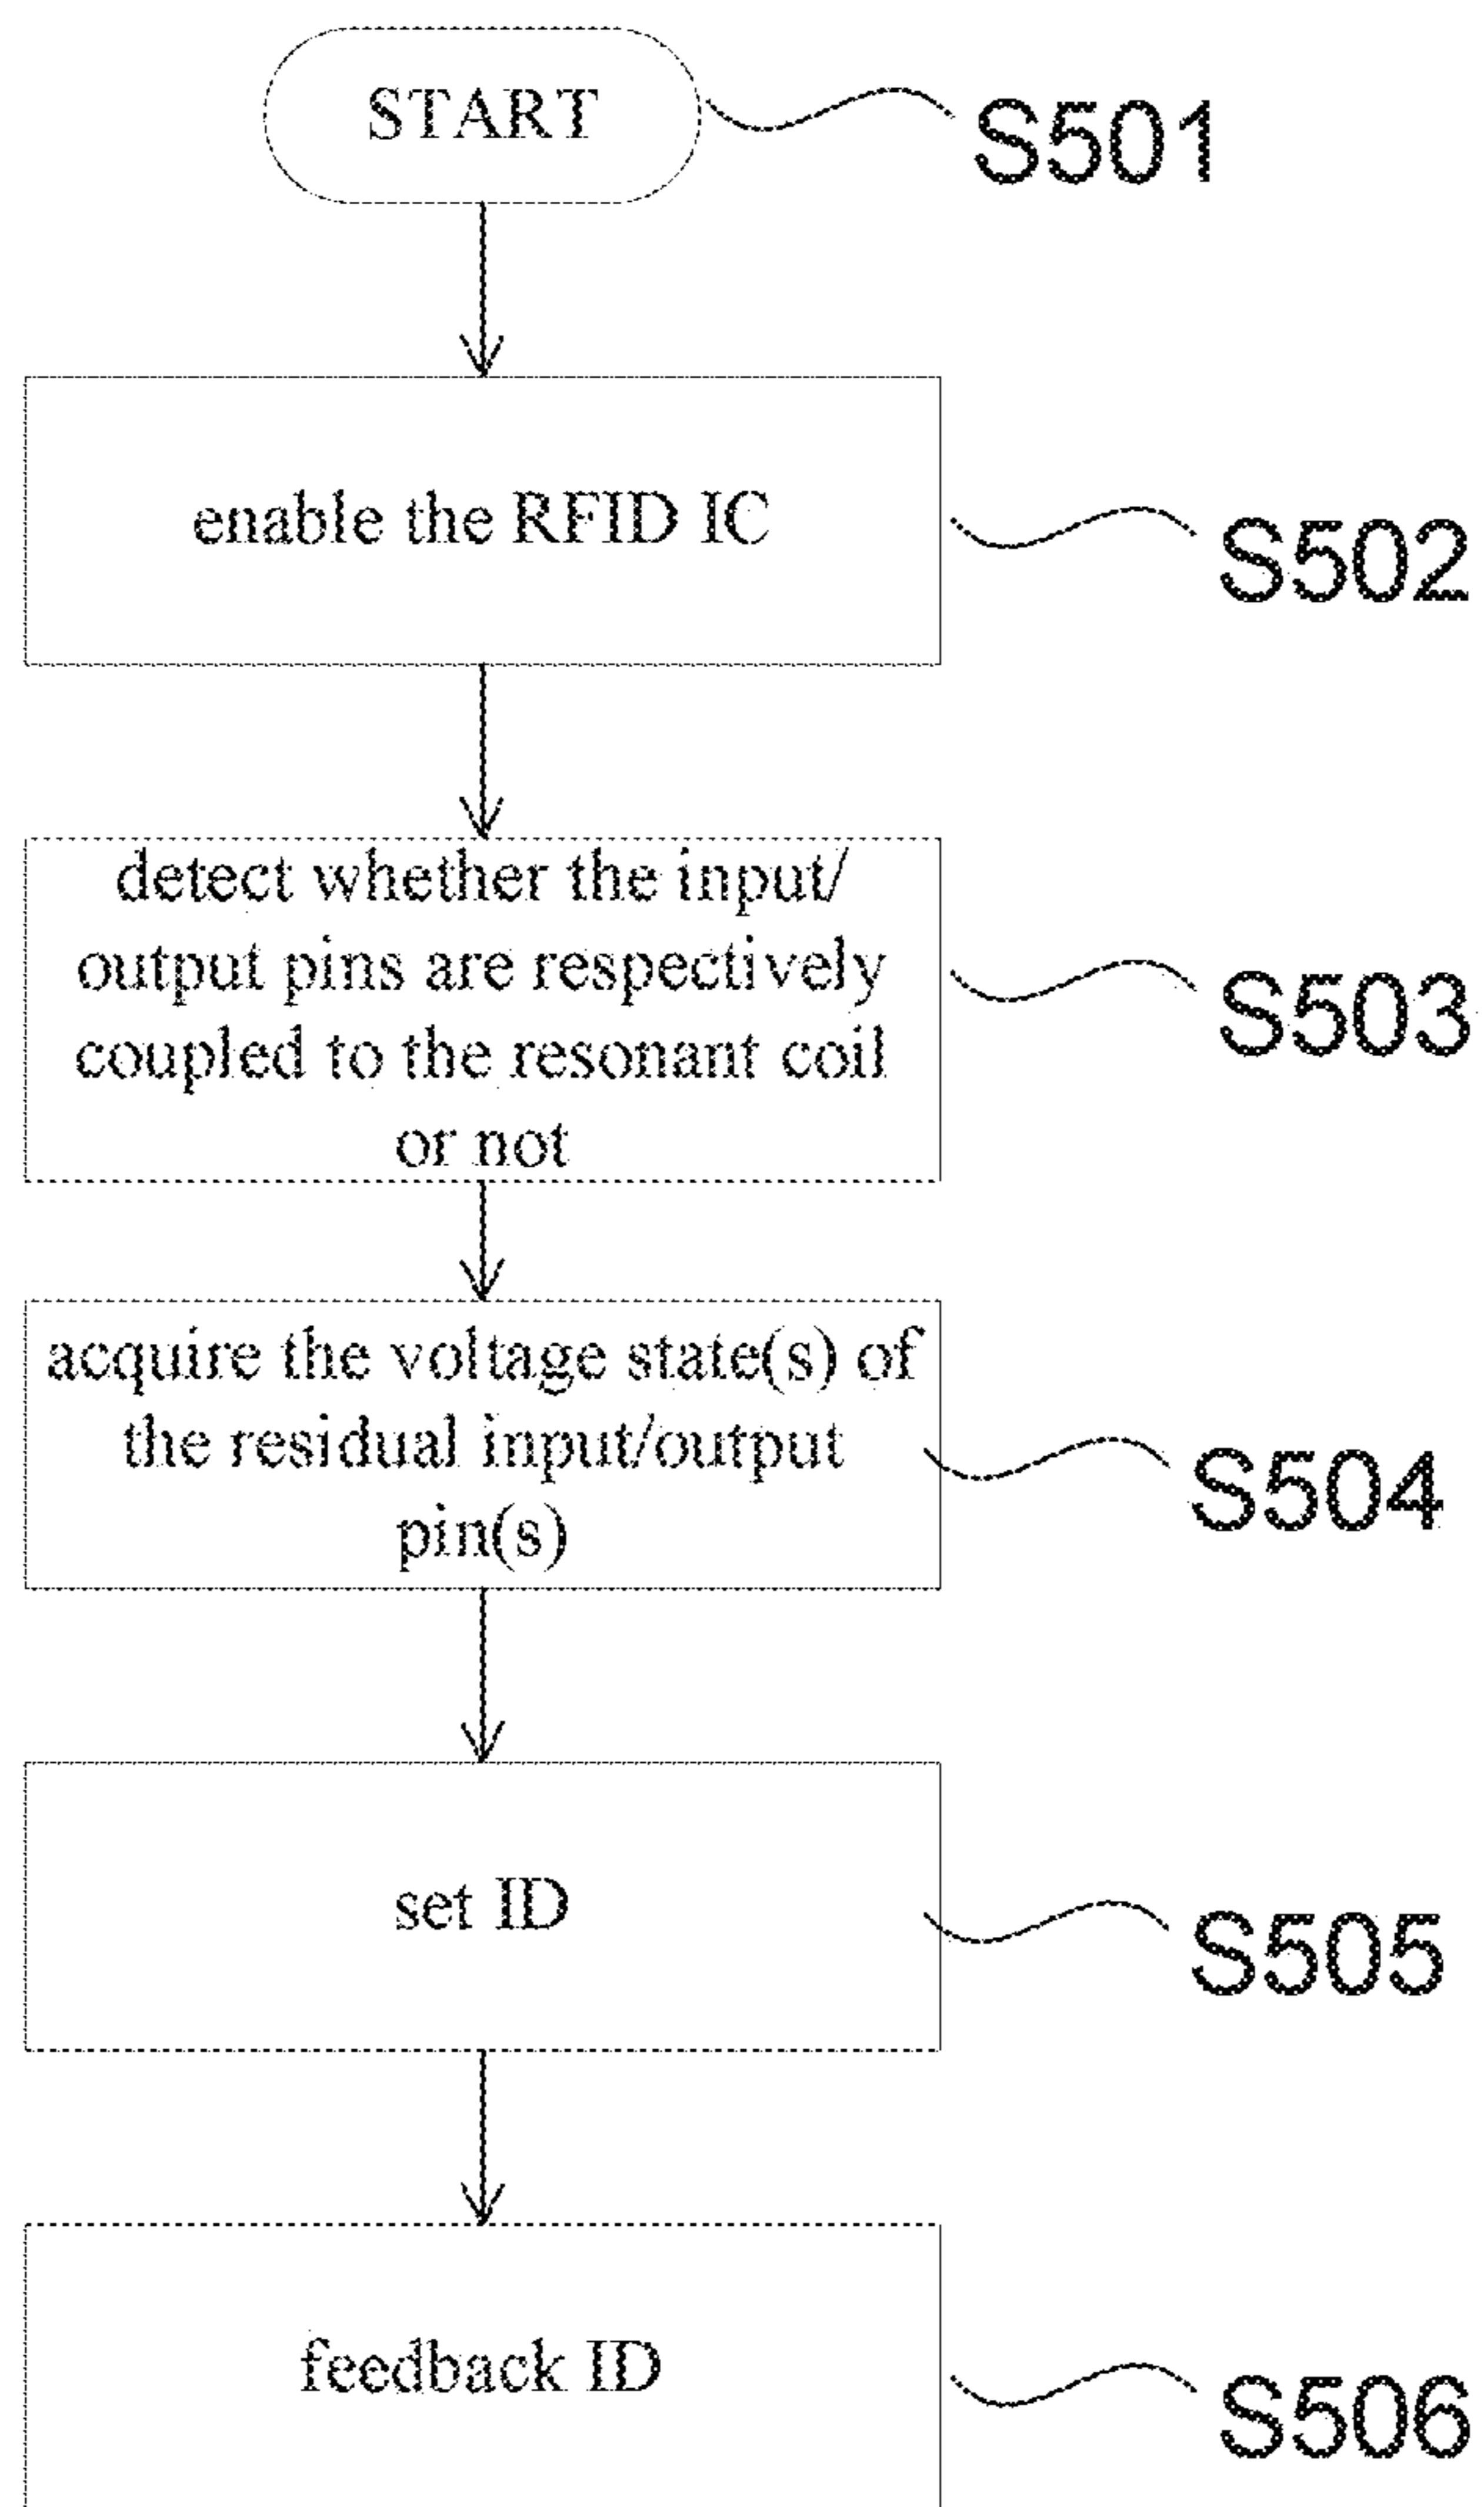 START
S501
enable the RFID IC
S502
detect whether the input/
output pins are respectively
coupled to the resonant coil
or not
S503
acquire the voltage state(s) of
the residual input/output
pin(s)
S504
set ID
S505
feedback ID
S506